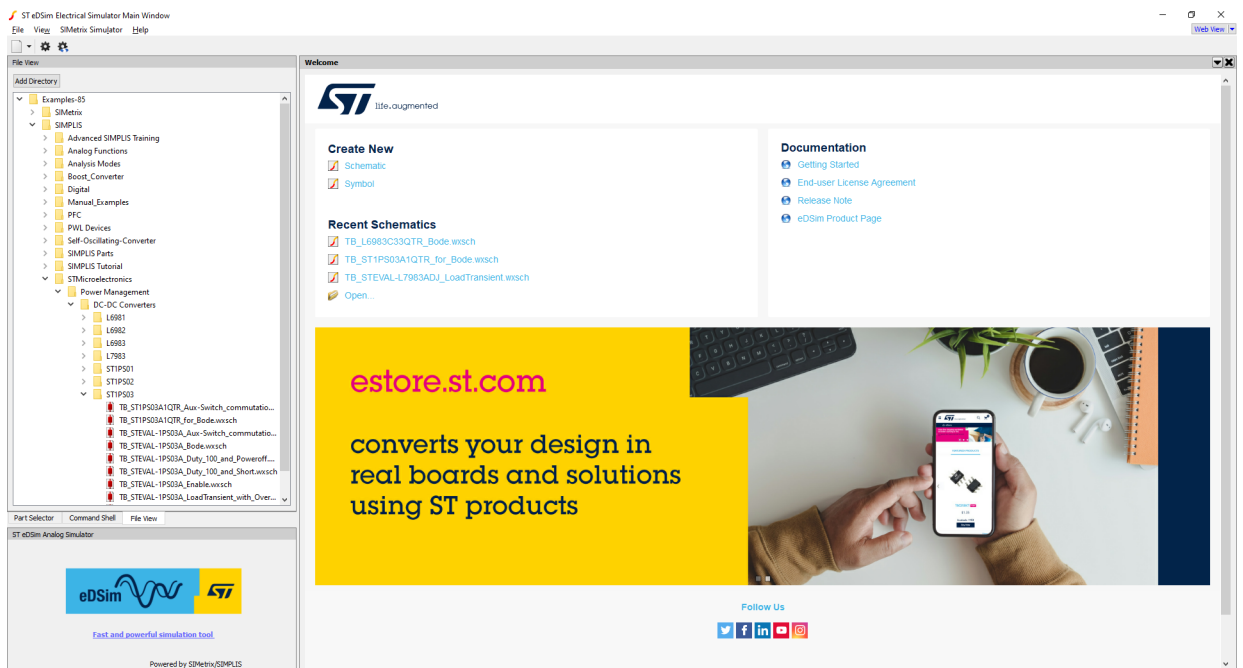 ST eDSim Electrical Simulator Main Window
File View SIMetrix Simulator Help
Web View
File View
Add Directory
Examples-85
SIMetrix
SIMPLIS
Advanced SIMPLIS Training
Analog Functions
Analysis Modes
Boost_Converter
Digital
Manual_Examples
PFC
PWL Devices
Self-Oscillating-Converter
SIMPLIS Parts
SIMPLIS Tutorial
STMicroelectronics
Power Management
DC-DC Converters
L6981
L6982
L6983
L7983
ST1PS01
ST1PS02
ST1PS03
TB_ST1PS03A1QTR_Aux-Switch_commutatio...
TB_ST1PS03A1QTR_for_Bode.wxsch
TB_STEVAL-1PS03A_Aux-Switch_commutatio...
TB_STEVAL-1PS03A_Bode.wxsch
TB_STEVAL-1PS03A_Duty_100_and_Poweroff....
TB_STEVAL-1PS03A_Duty_100_and_Short.wxsch
TB_STEVAL-1PS03A_Enable.wxsch
TB_STEVAL-1PS03A_LoadTransient_with_Over...
Part Selector Command Shell File View
ST eDSim Analog Simulator
eDSim ST
Fast and powerful simulation tool
Powered by SIMetrix/SIMPLIS
Welcome
ST life.augmented
Create New
Schematic
Symbol
Recent Schematics
TB_L6983C33QTR_Bode.wxsch
TB_ST1PS03A1QTR_for_Bode.wxsch
TB_STEVAL-L7983ADJ_LoadTransient.wxsch
Open...
Documentation
Getting Started
End-user License Agreement
Release Note
eDSim Product Page
estore.st.com
converts your design in
real boards and solutions
using ST products
Follow Us